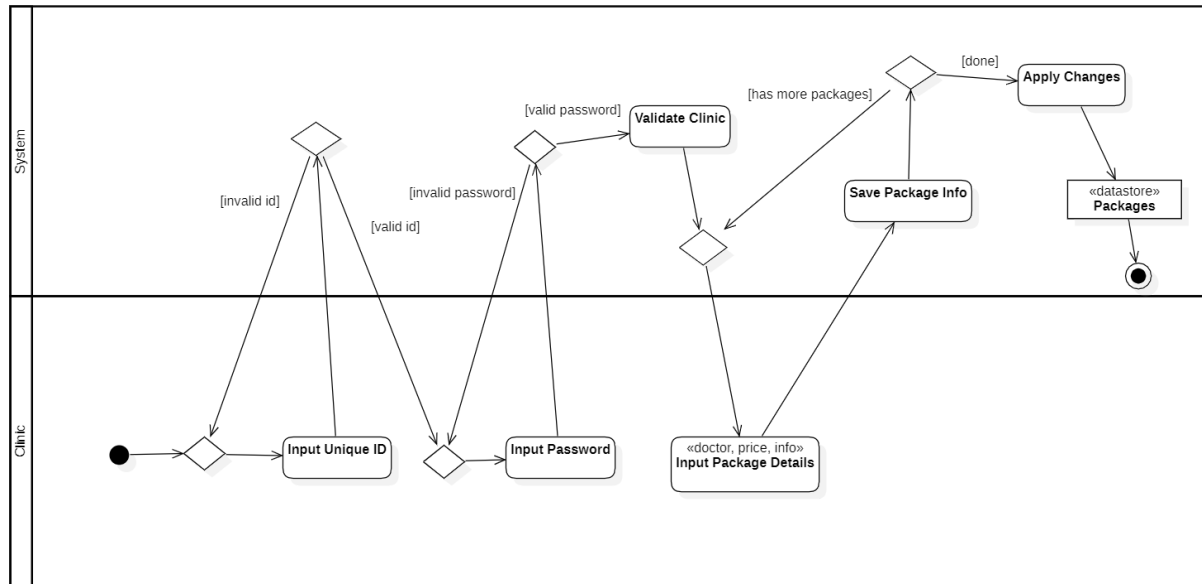 System
[done]
Apply Changes
[has more packages]
[valid password]
Validate Clinic
[invalid id]
[invalid password]
[valid id]
Save Package Info
«datastore»
Packages
Clinic
Input Unique ID
Input Password
«doctor, price, info»
Input Package Details